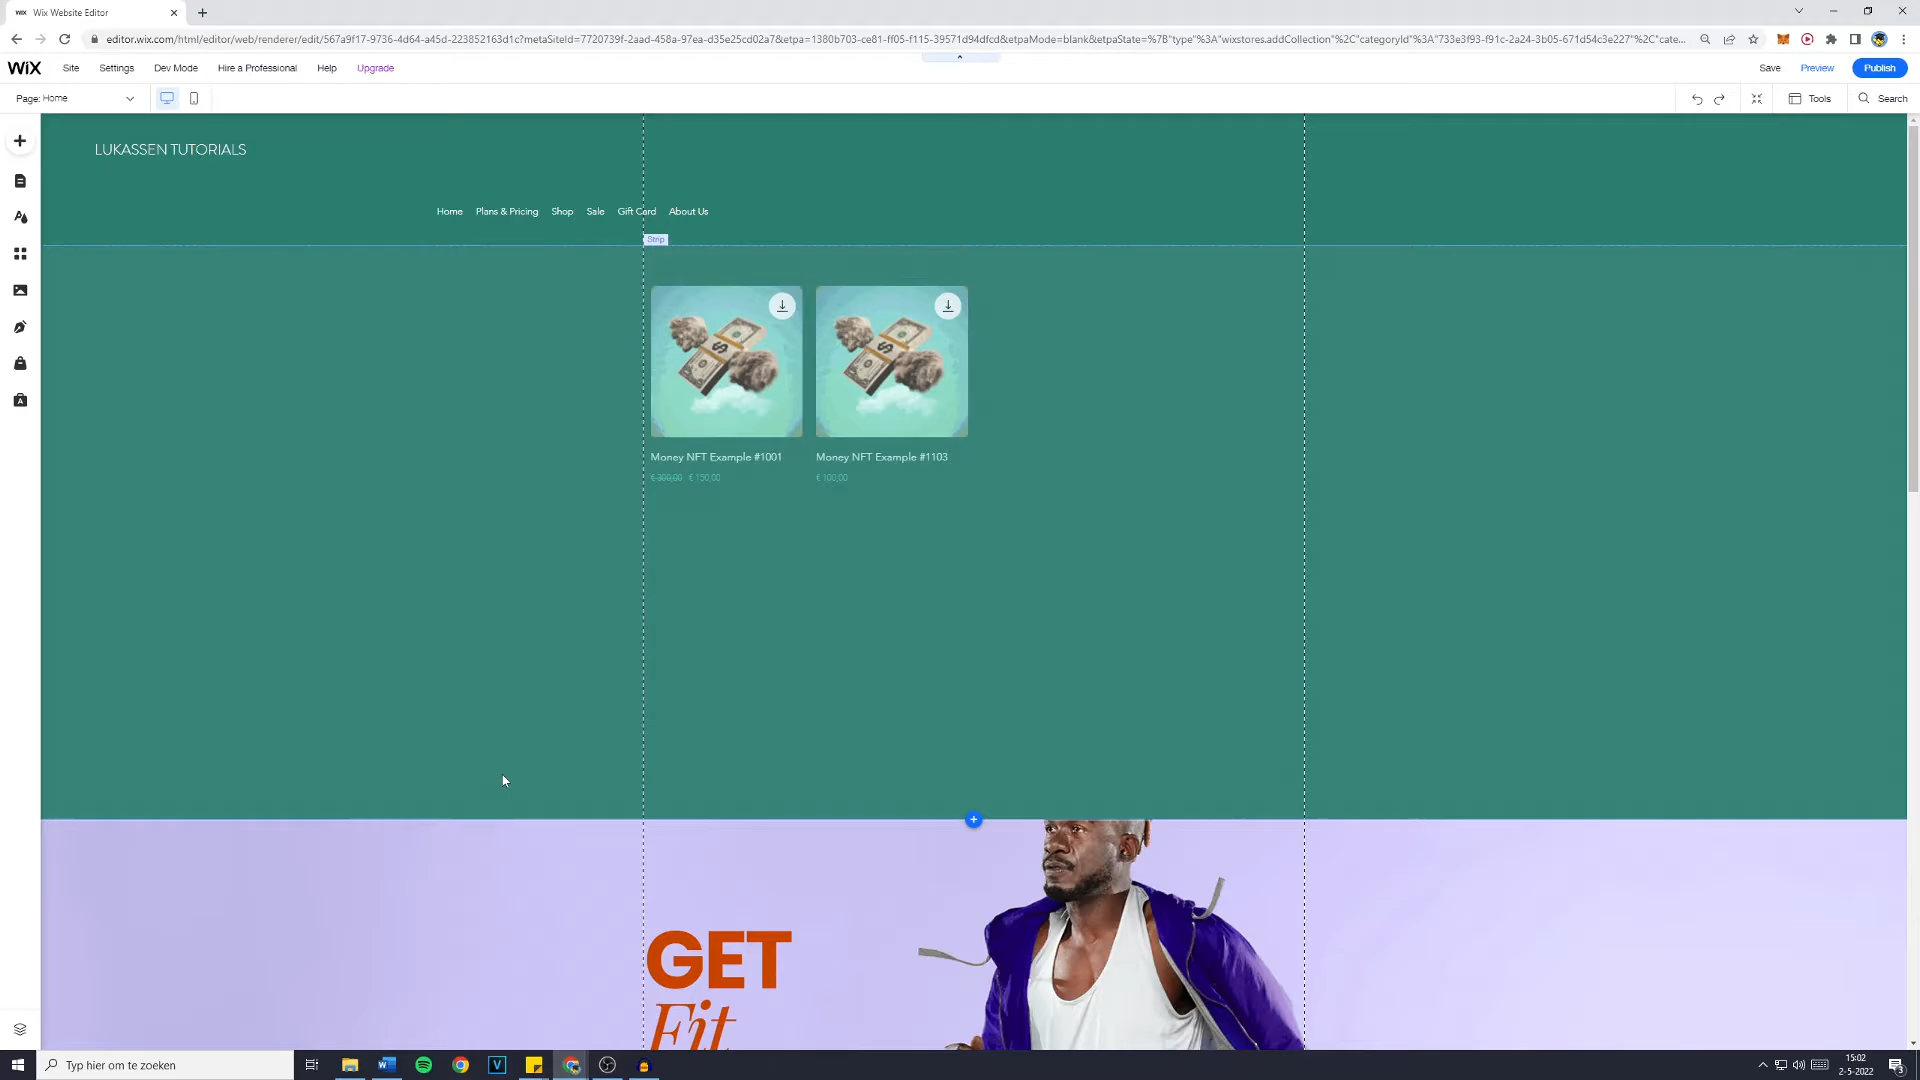 WiX Wix Website Editor
editor.wix.com/html/editor/web/renderer/edit/567a9f17-9736-4d64-a45d-223852163d1c?metaSiteId=7720739f-2aad-458a-97ea-d35e25cd02a7&etpa=1380b703-ce81-ff05-f115-39571d94dfcd&etpaMode=blank&etpaState=%7B"type"%3A"wixstores.addCollection"%2C"categoryId"%3A"733e3f93-f91c-2a24-3b05-671d54c3e227"%2C"cate...
WiX Site Settings Dev Mode Hire a Professional Help Upgrade Save Preview Publish
Page: Home Tools Search
LUKASSEN TUTORIALS
Home Plans & Pricing Shop Sale Gift Card About Us
Strip
Money NFT Example #1001 Money NFT Example #1103
€ 300,00 € 150,00 € 100,00
GET
Fit
Typ hier om te zoeken
15:02
2-5-2022
3